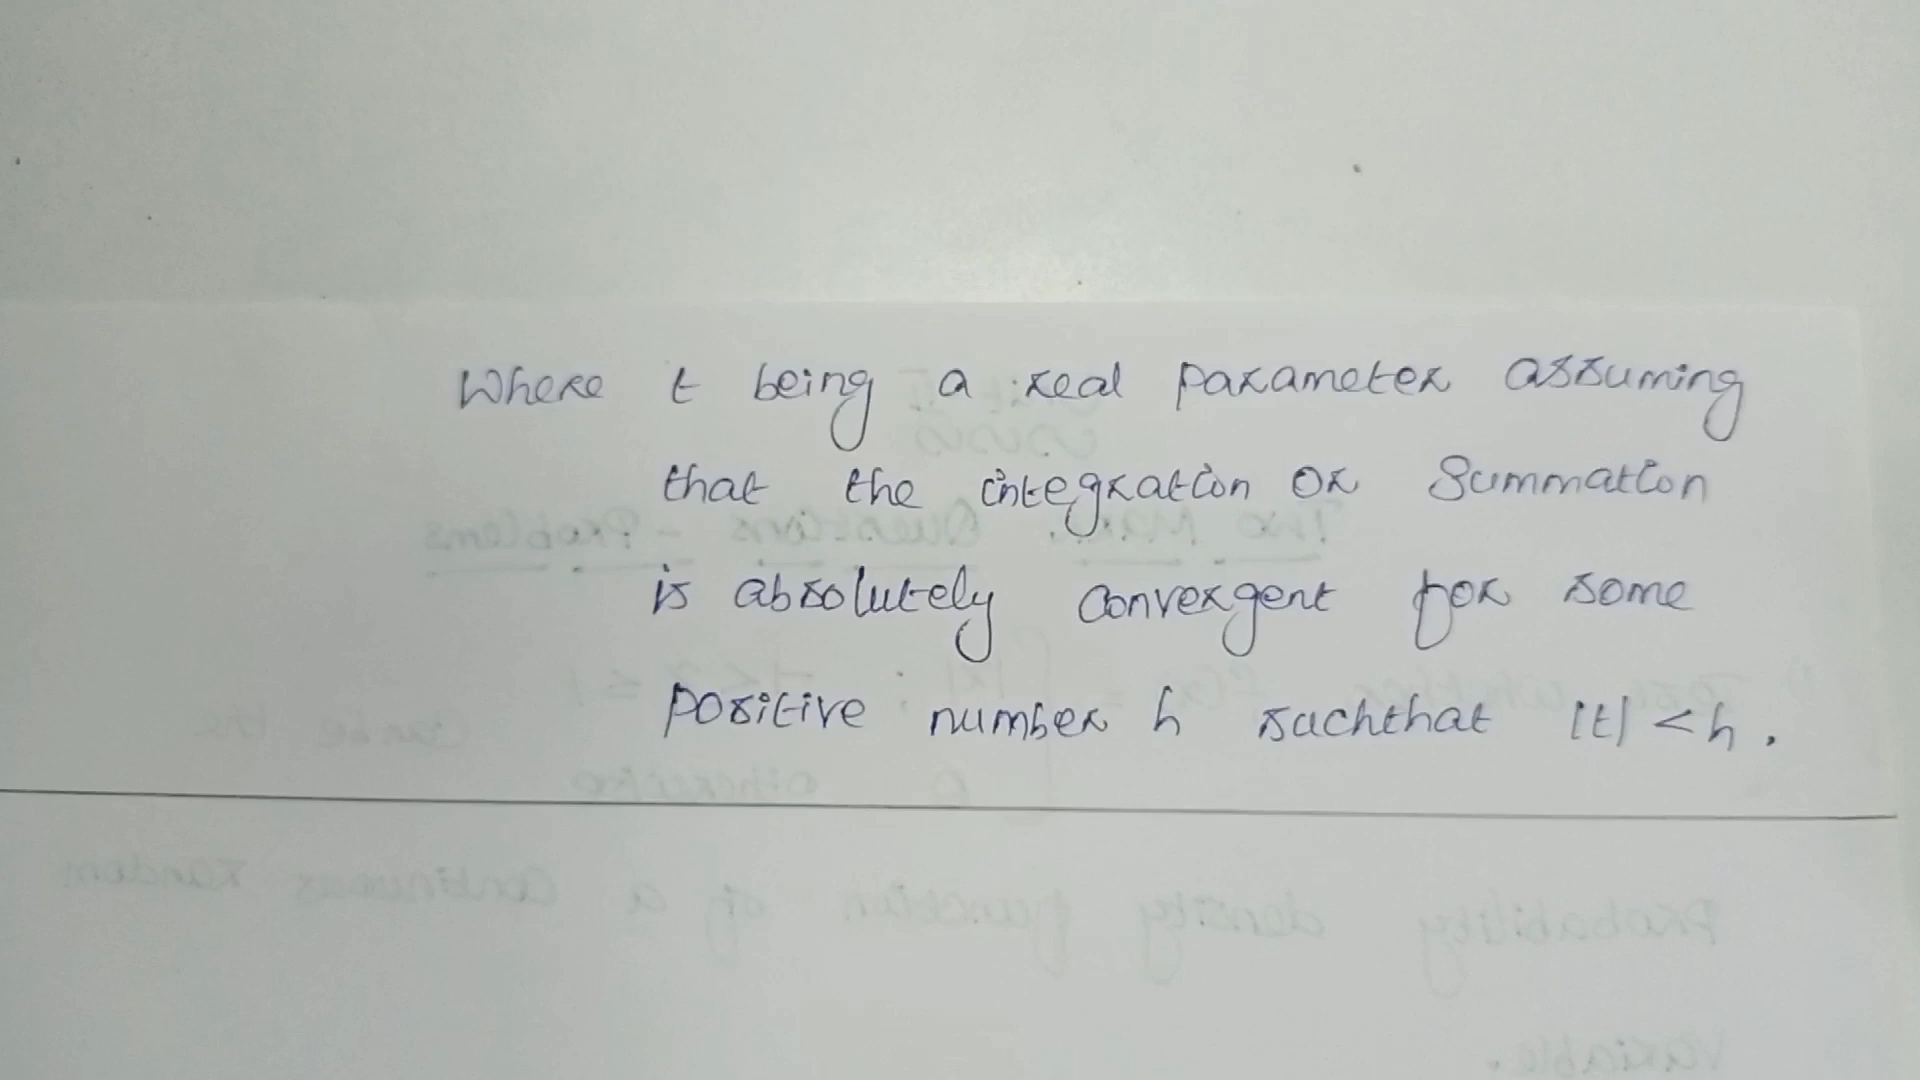 Where t being a real parameter assuming
that the integration or Summation
is absolutely convergent for some
positive number h suchthat |t| < h.